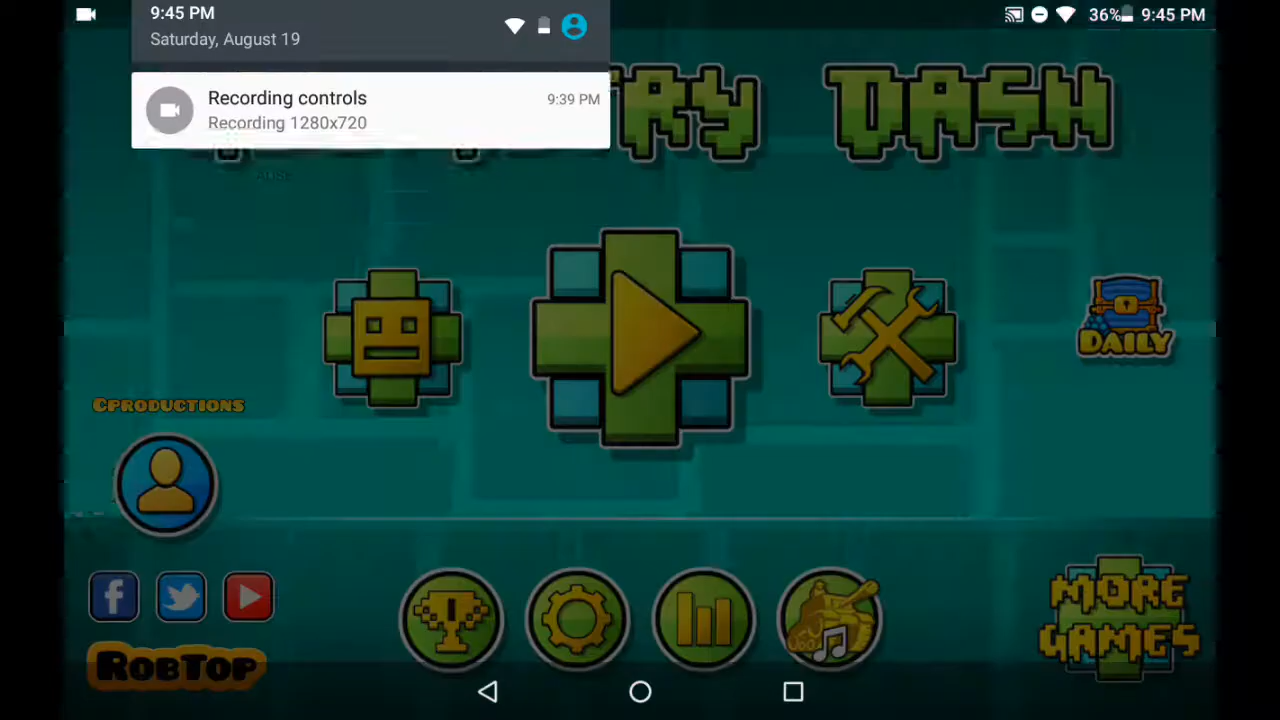 9:45 PM
Saturday, August 19
36%
9:45 PM
Recording controls
9:39 PM
Recording 1280x720
DASH
DAILY
CPRODUCTIONS
MORE
GAMES
ROBTOP